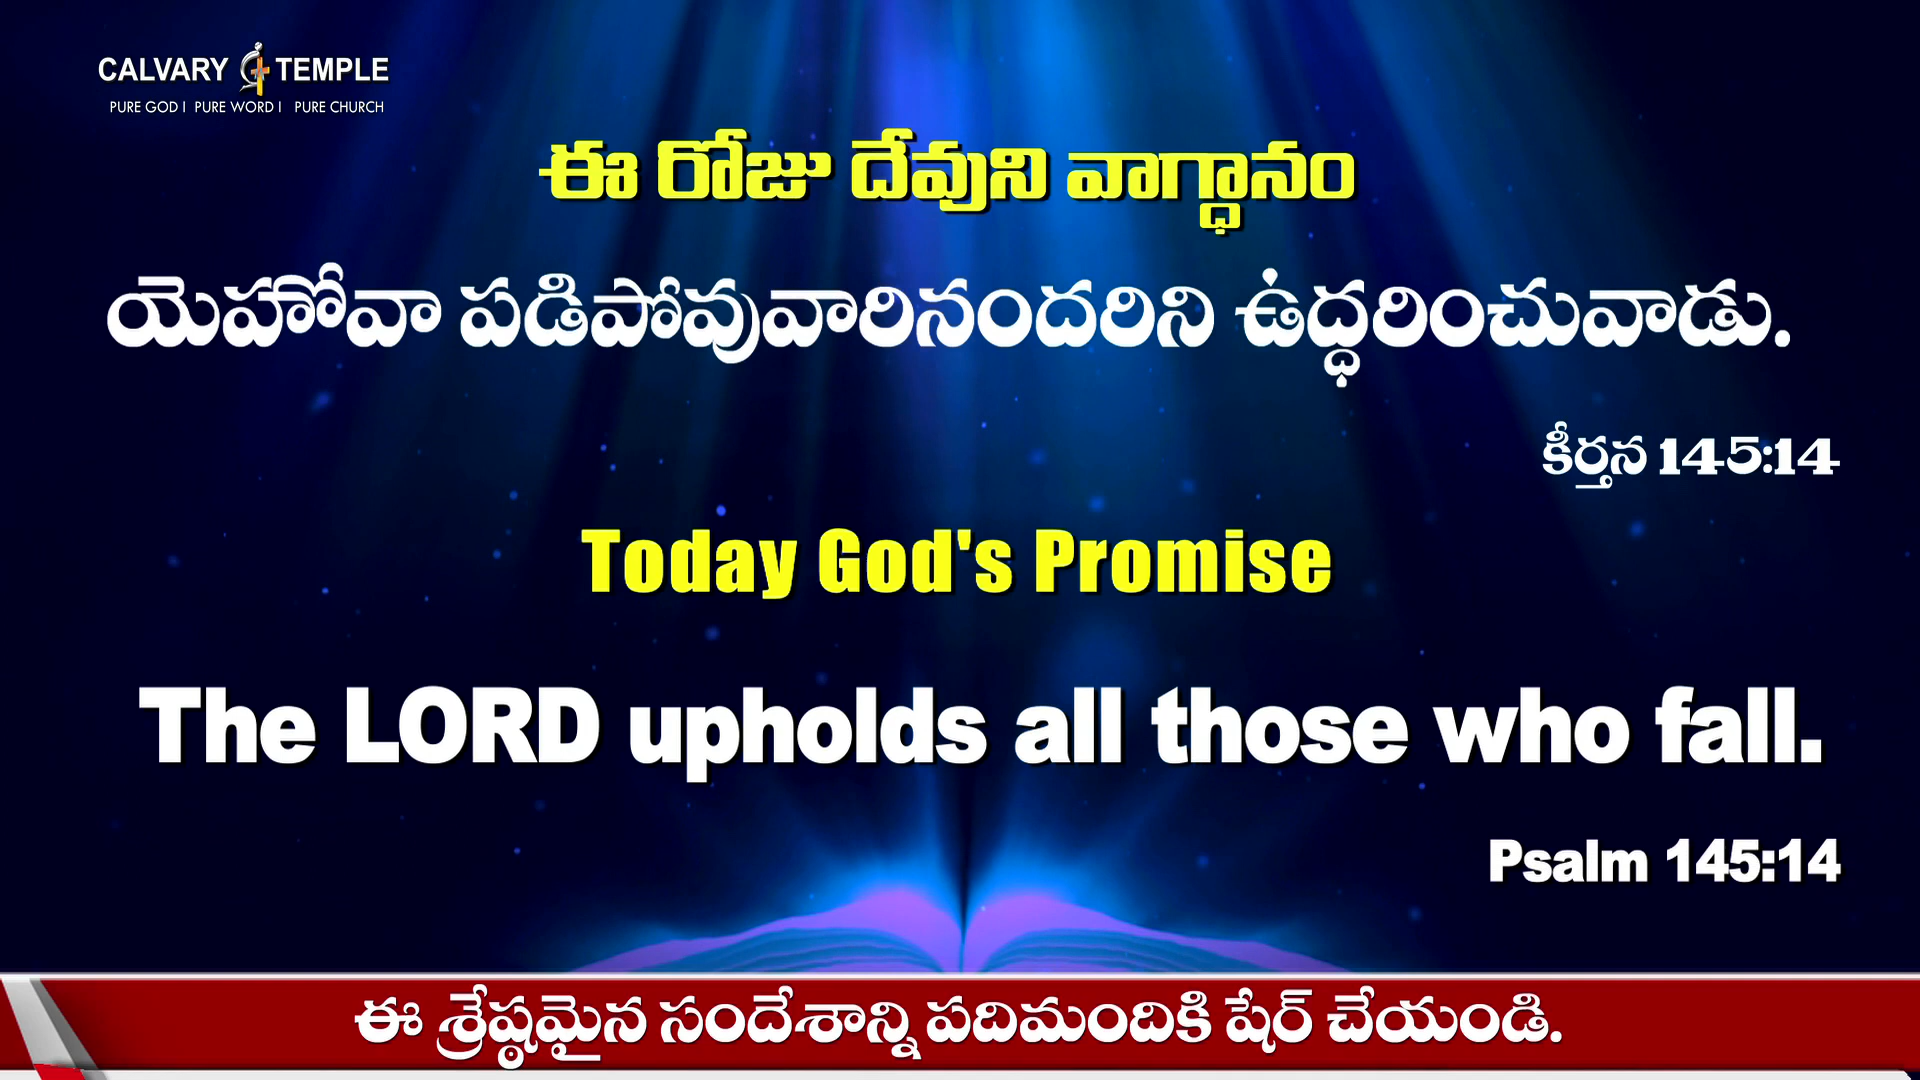 CALVARY TEMPLE
PURE GOD I PURE WORD I PURE CHURCH
ఈ రోజు దేవుని వాగ్ధానం
యెహోవా పడిపోవువారినందరిని ఉద్ధరించువాడు.
కీర్తన 145:14
Today God's Promise
The LORD upholds all those who fall.
Psalm 145:14
ఈ శ్రేష్ఠమైన సందేశాన్ని పదిమందికి షేర్ చేయండి.